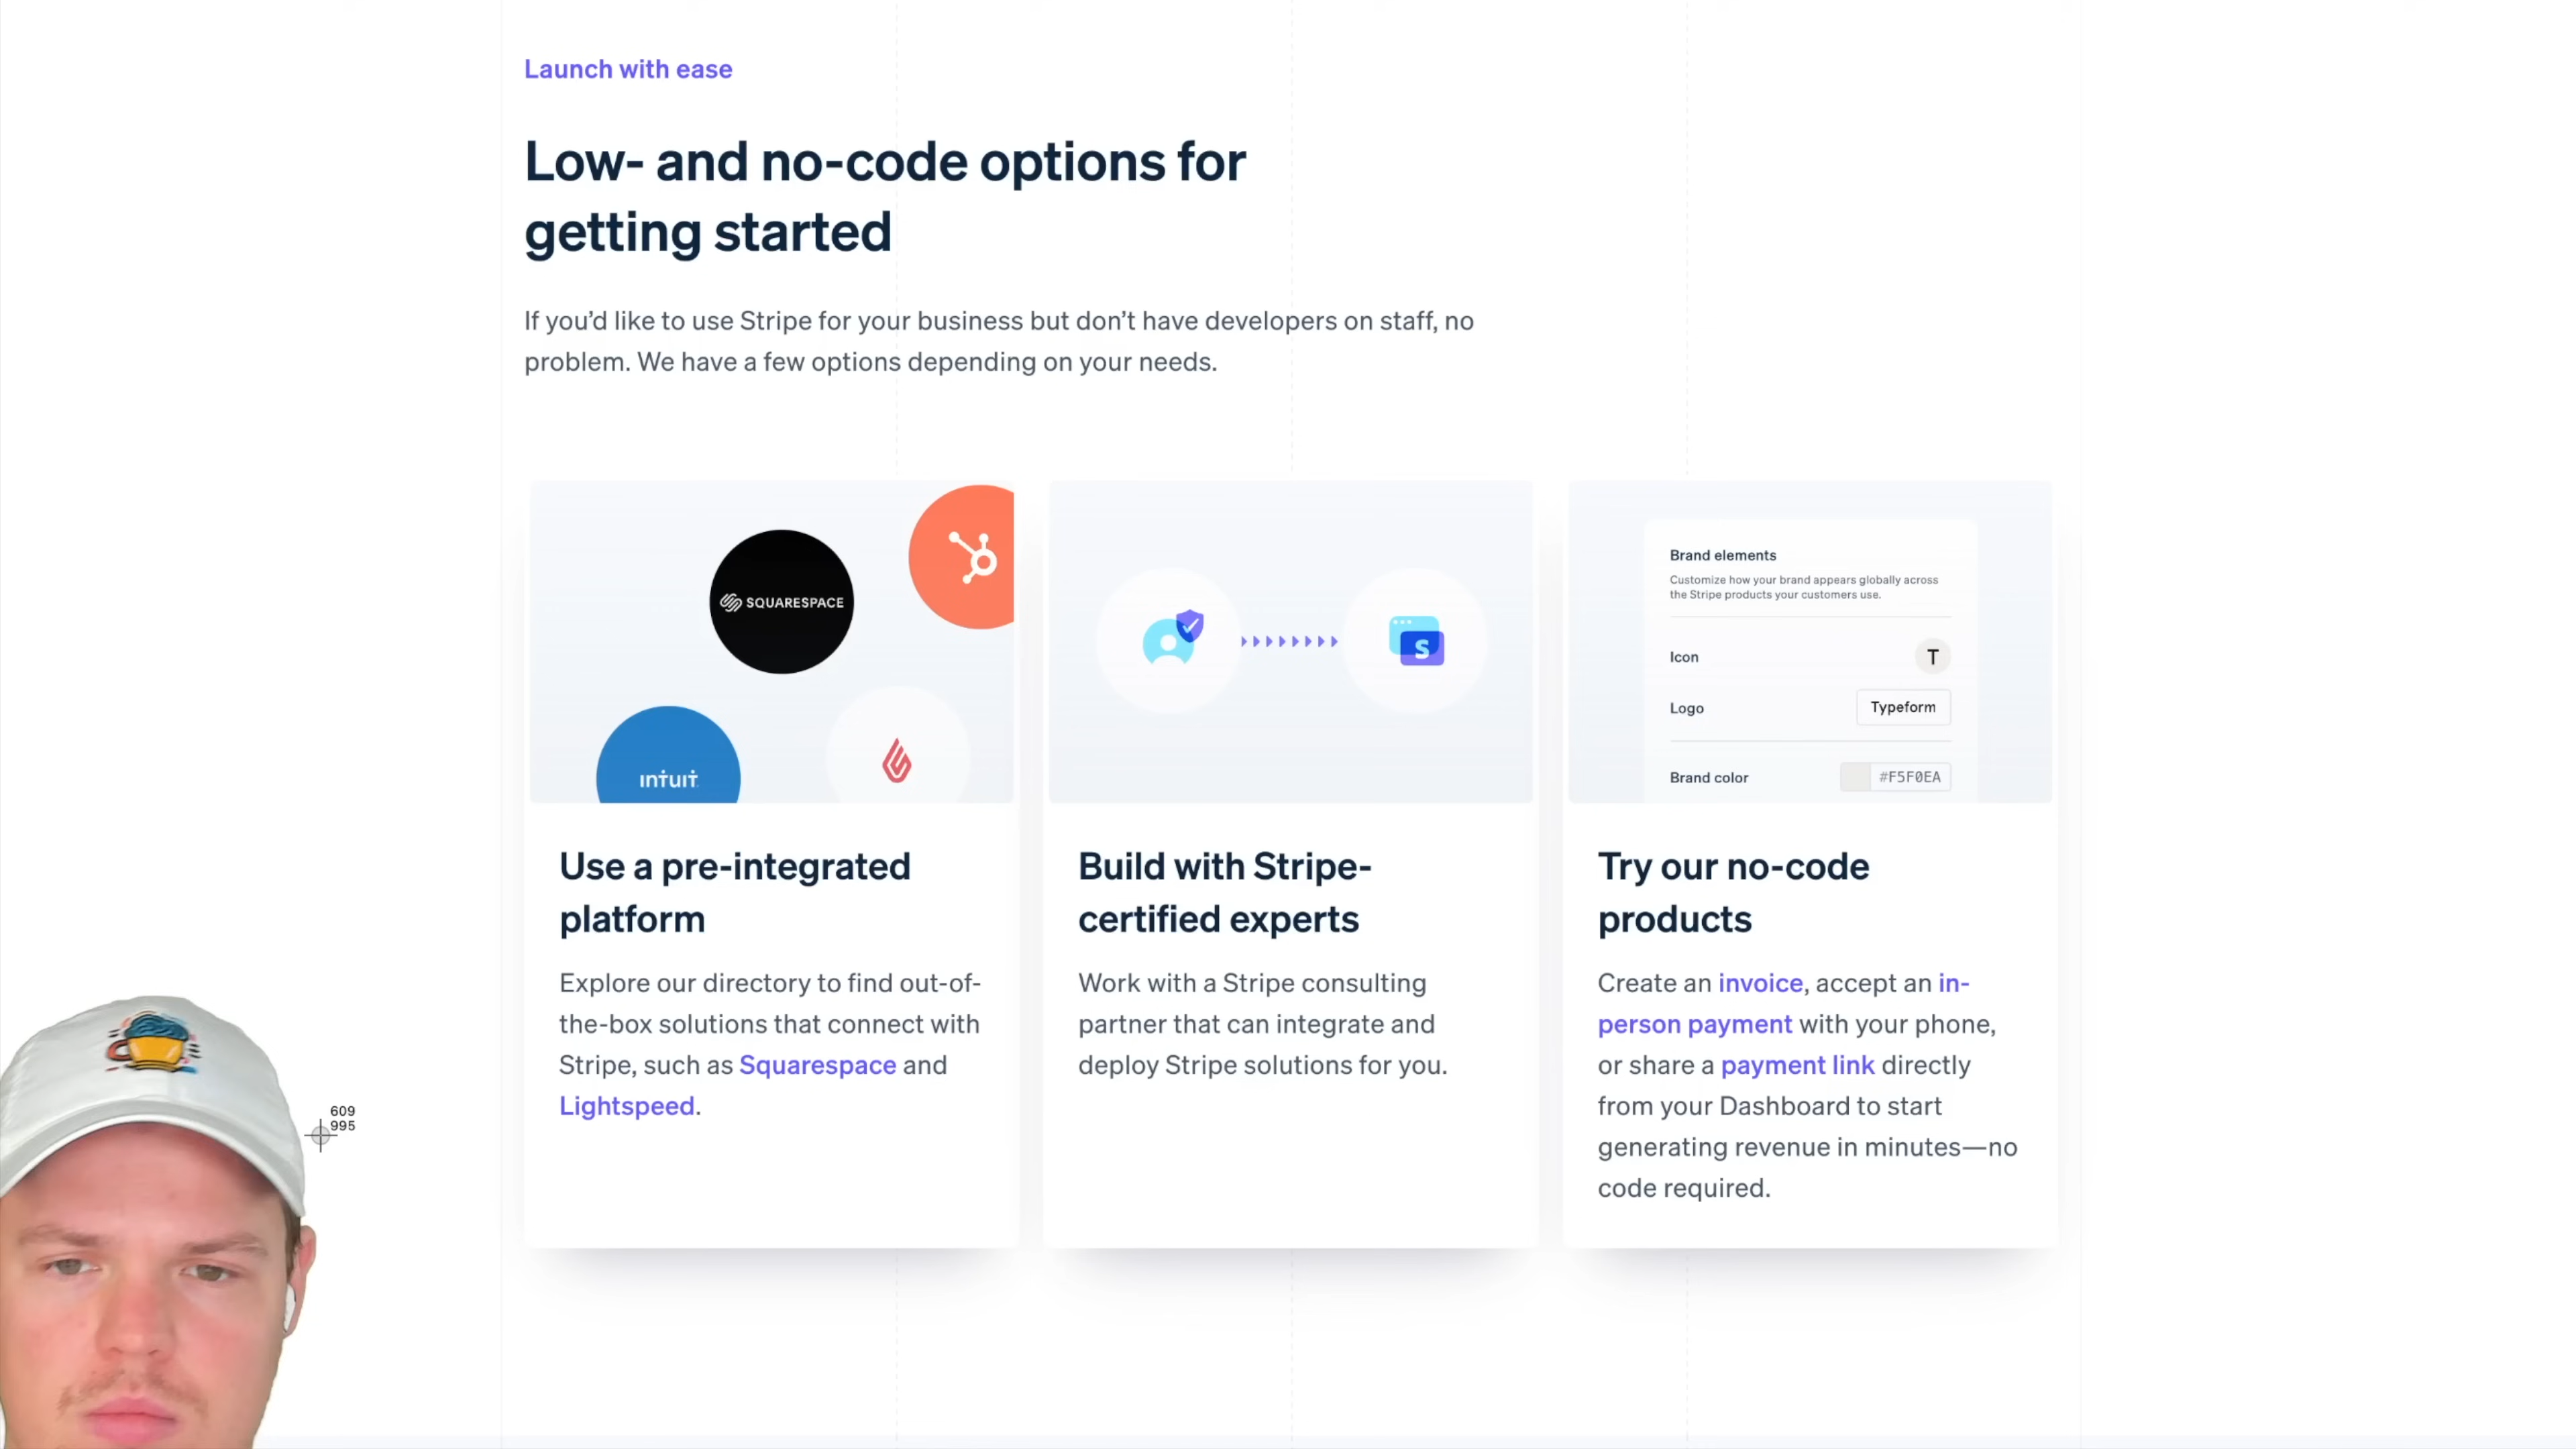 Launch with ease
Low- and no-code options for
getting started
If you’d like to use Stripe for your business but don’t have developers on staff, no
problem. We have a few options depending on your needs.
SQUARESPACE
intuit
Use a pre-integrated
platform
Explore our directory to find out-of-
the-box solutions that connect with
Stripe, such as Squarespace and
Lightspeed.
S
Build with Stripe-
certified experts
Work with a Stripe consulting
partner that can integrate and
deploy Stripe solutions for you.
Brand elements
Customize how your brand appears globally across
the Stripe products your customers use.
Icon T
Logo Typeform
Brand color #F5F0EA
Try our no-code
products
Create an invoice, accept an in-
person payment with your phone,
or share a payment link directly
from your Dashboard to start
generating revenue in minutes—no
code required.
609
995